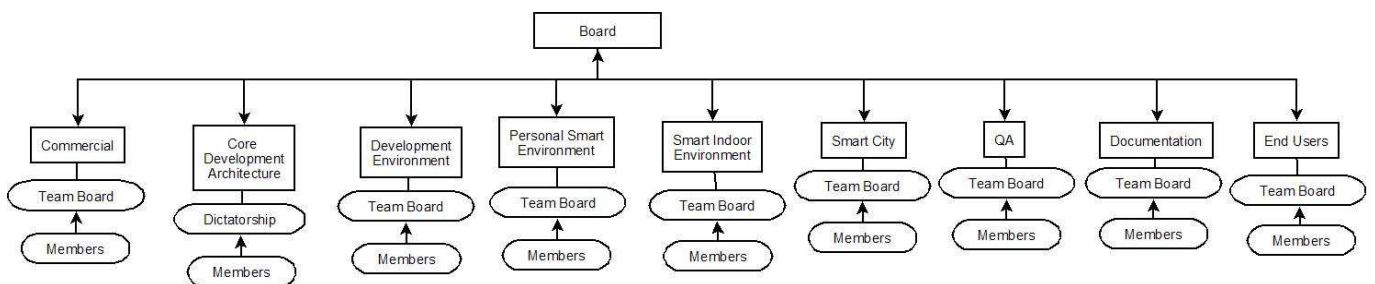 Board
Commercial
Team Board
Members
Core
Development
Architecture
Dictatorship
Members
Development
Environment
Team Board
Members
Personal Smart
Environment
Team Board
Members
Smart Indoor
Environment
Team Board
Members
Smart City
Team Board
Members
QA
Team Board
Members
Documentation
Team Board
Members
End Users
Team Board
Members